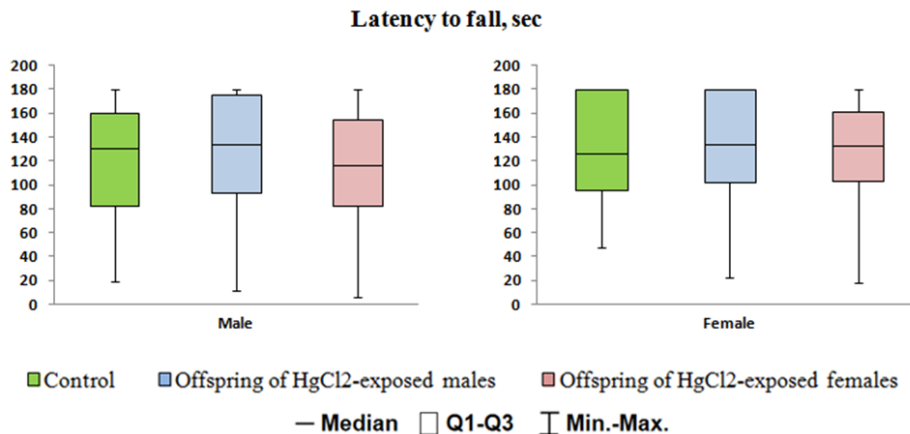 Latency to fall, sec
200
180
160
140
120
100
80
60
40
20
0
Male
200
180
160
140
120
100
80
60
40
20
0
Female
Control
Offspring of HgCl2-exposed males
Offspring of HgCl2-exposed females
Median
Q1-Q3
Min.-Max.